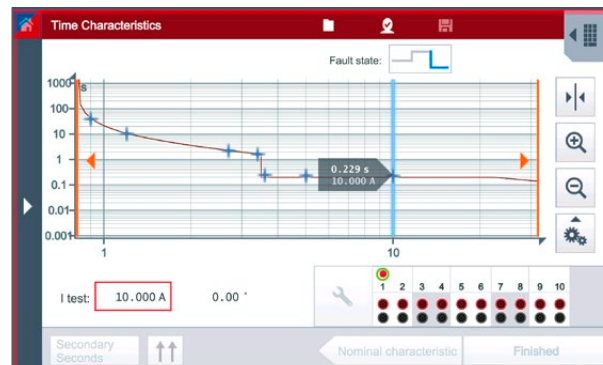 Time Characteristics
Fault state:
1000
s
100
10
1
0.1
0.01
0.001
0.229 s
10.000 A
1
10
I test:
10.000 A
0.00 °
1 2 3 4 5 6 7 8 9 10
Secondary
Seconds
Nominal characteristic
Finished